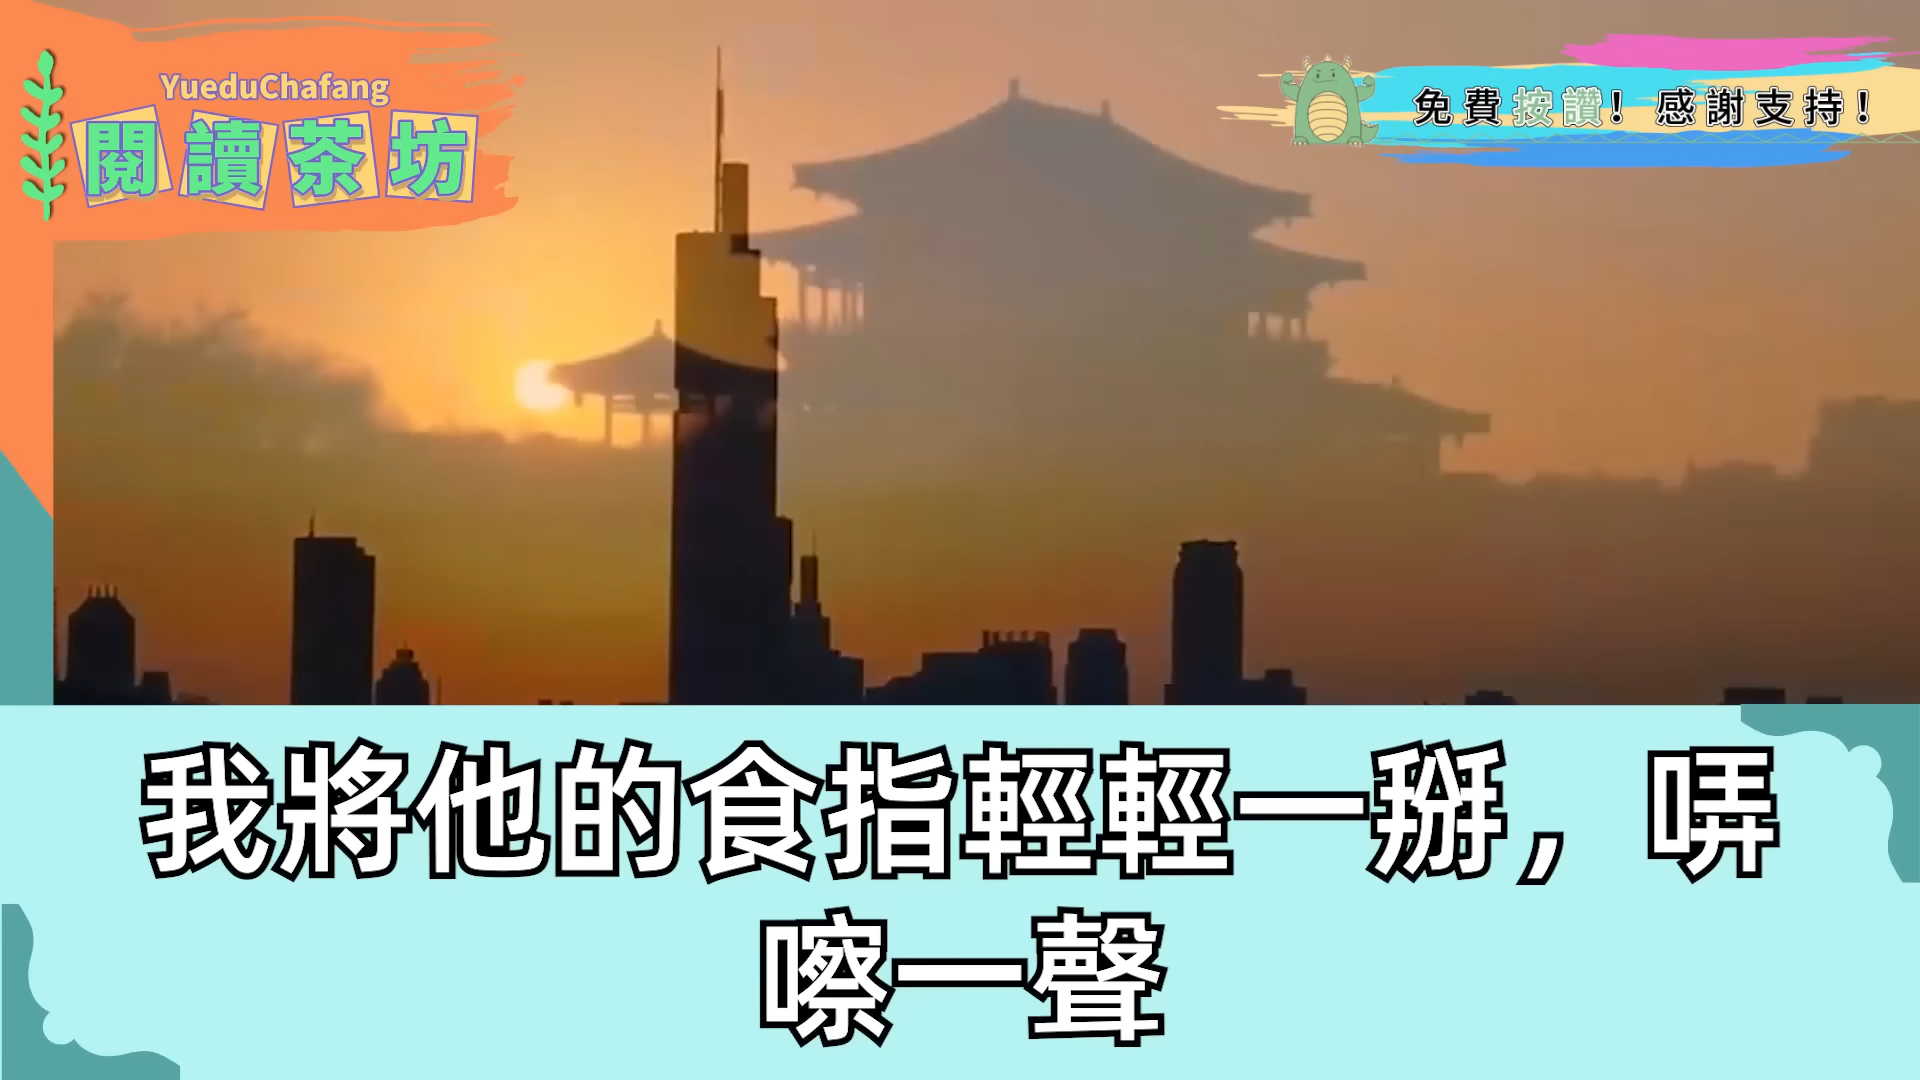 YueduChafang
閱讀茶坊
免費按讚！感謝支持！
我將他的食指輕輕一掰，哢
嚓一聲